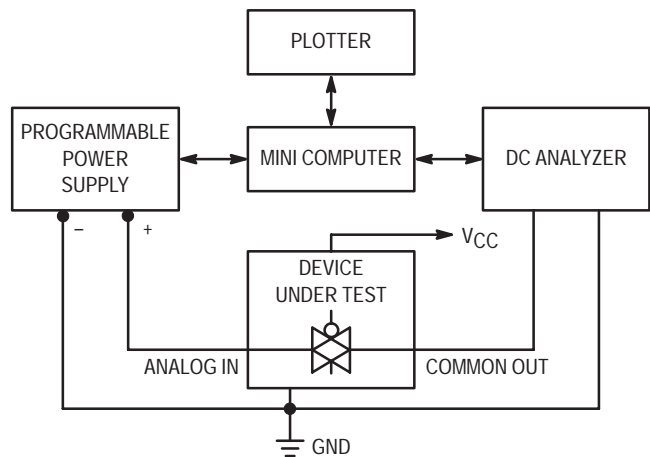 PLOTTER
PROGRAMMABLE
POWER
SUPPLY
MINI COMPUTER
DC ANALYZER
– +
VCC
DEVICE
UNDER TEST
ANALOG IN
COMMON OUT
GND